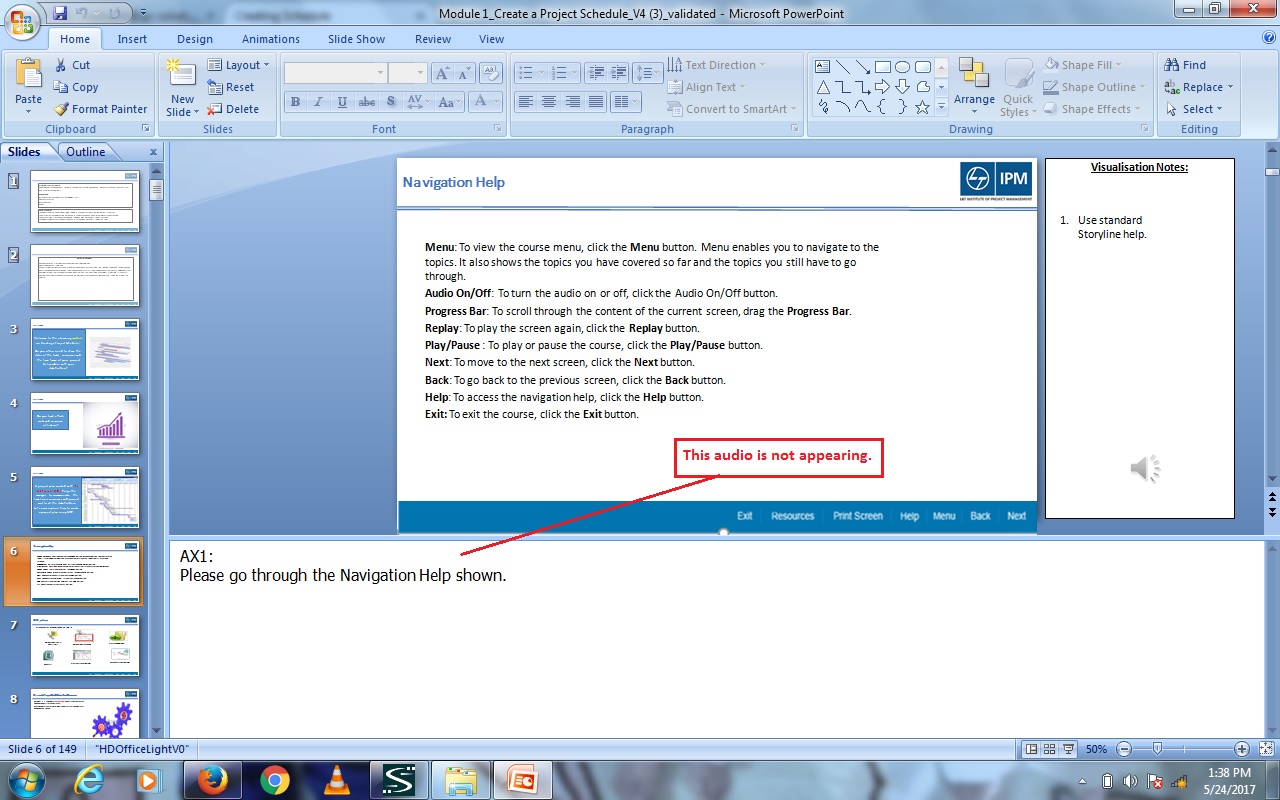 Module 1_Create a Project Schedule_V4 (3)_validated - Microsoft PowerPoint
Home Insert Design Animations Slide Show Review View
Paste
Cut
Copy
Format Painter
Clipboard
New Slide
Layout
Reset
Delete
Slides
Font
Text Direction
Align Text
Convert to SmartArt
Paragraph
Arrange
Quick Styles
Shape Fill
Shape Outline
Shape Effects
Drawing
Find
Replace
Select
Editing
Slides Outline x
1
2
3
4
5
6
7
8
Navigation Help
IPM
L&T INSTITUTE OF PROJECT MANAGEMENT
Menu: To view the course menu, click the Menu button. Menu enables you to navigate to the
topics. It also shows the topics you have covered so far and the topics you still have to go
through.
Audio On/Off: To turn the audio on or off, click the Audio On/Off button.
Progress Bar: To scroll through the content of the current screen, drag the Progress Bar.
Replay: To play the screen again, click the Replay button.
Play/Pause: To play or pause the course, click the Play/Pause button.
Next: To move to the next screen, click the Next button.
Back: To go back to the previous screen, click the Back button.
Help: To access the navigation help, click the Help button.
Exit: To exit the course, click the Exit button.
This audio is not appearing.
Exit Resources Print Screen Help Menu Back Next
Visualisation Notes:
1. Use standard
Storyline help.
AX1:
Please go through the Navigation Help shown.
Slide 6 of 149 "HDOfficeLightV0" 50%
1:38 PM
5/24/2017